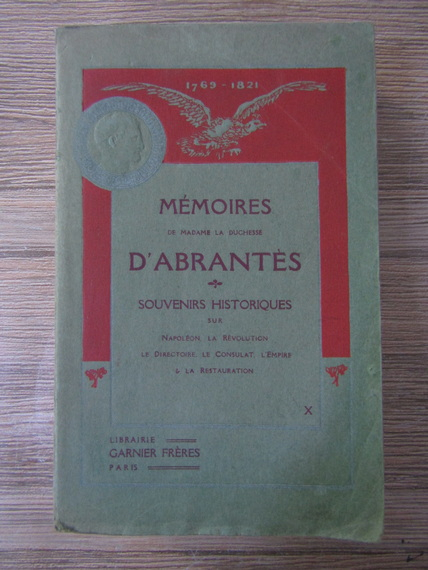 1769 - 1821
MÉMOIRES
DE MADAME LA DUCHESSE
D'ABRANTÈS
SOUVENIRS HISTORIQUES
SUR
NAPOLÉON, LA RÉVOLUTION
LE DIRECTOIRE, LE CONSULAT, L'EMPIRE
& LA RESTAURATION
X
LIBRAIRIE
GARNIER FRÈRES
PARIS